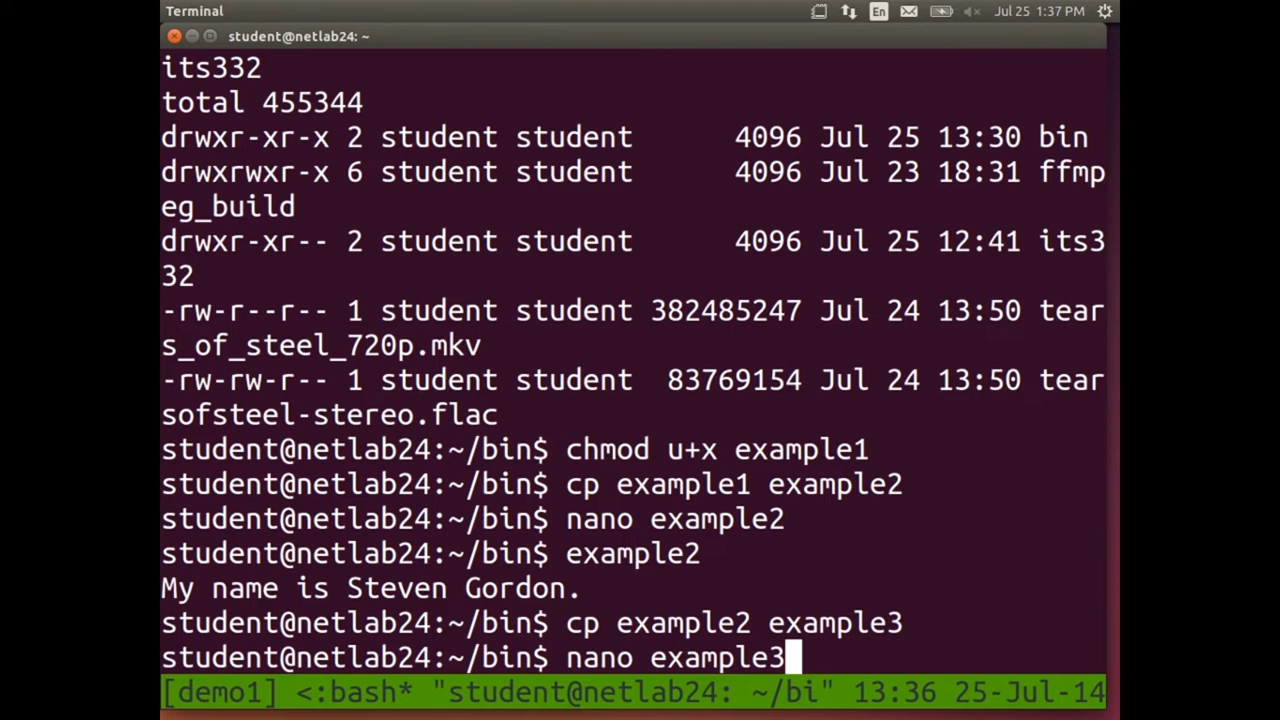 Terminal
En
Jul 25 1:37 PM
student@netlab24: ~
its332
total 455344
drwxr-xr-x 2 student student 4096 Jul 25 13:30 bin
drwxrwxr-x 6 student student 4096 Jul 23 18:31 ffmp
eg_build
drwxr-xr-- 2 student student 4096 Jul 25 12:41 its3
32
-rw-r--r-- 1 student student 382485247 Jul 24 13:50 tear
s_of_steel_720p.mkv
-rw-rw-r-- 1 student student 83769154 Jul 24 13:50 tear
sofsteel-stereo.flac
student@netlab24:~/bin$ chmod u+x example1
student@netlab24:~/bin$ cp example1 example2
student@netlab24:~/bin$ nano example2
student@netlab24:~/bin$ example2
My name is Steven Gordon.
student@netlab24:~/bin$ cp example2 example3
student@netlab24:~/bin$ nano example3
[demo1] <:bash* "student@netlab24: ~/bi" 13:36 25-Jul-14